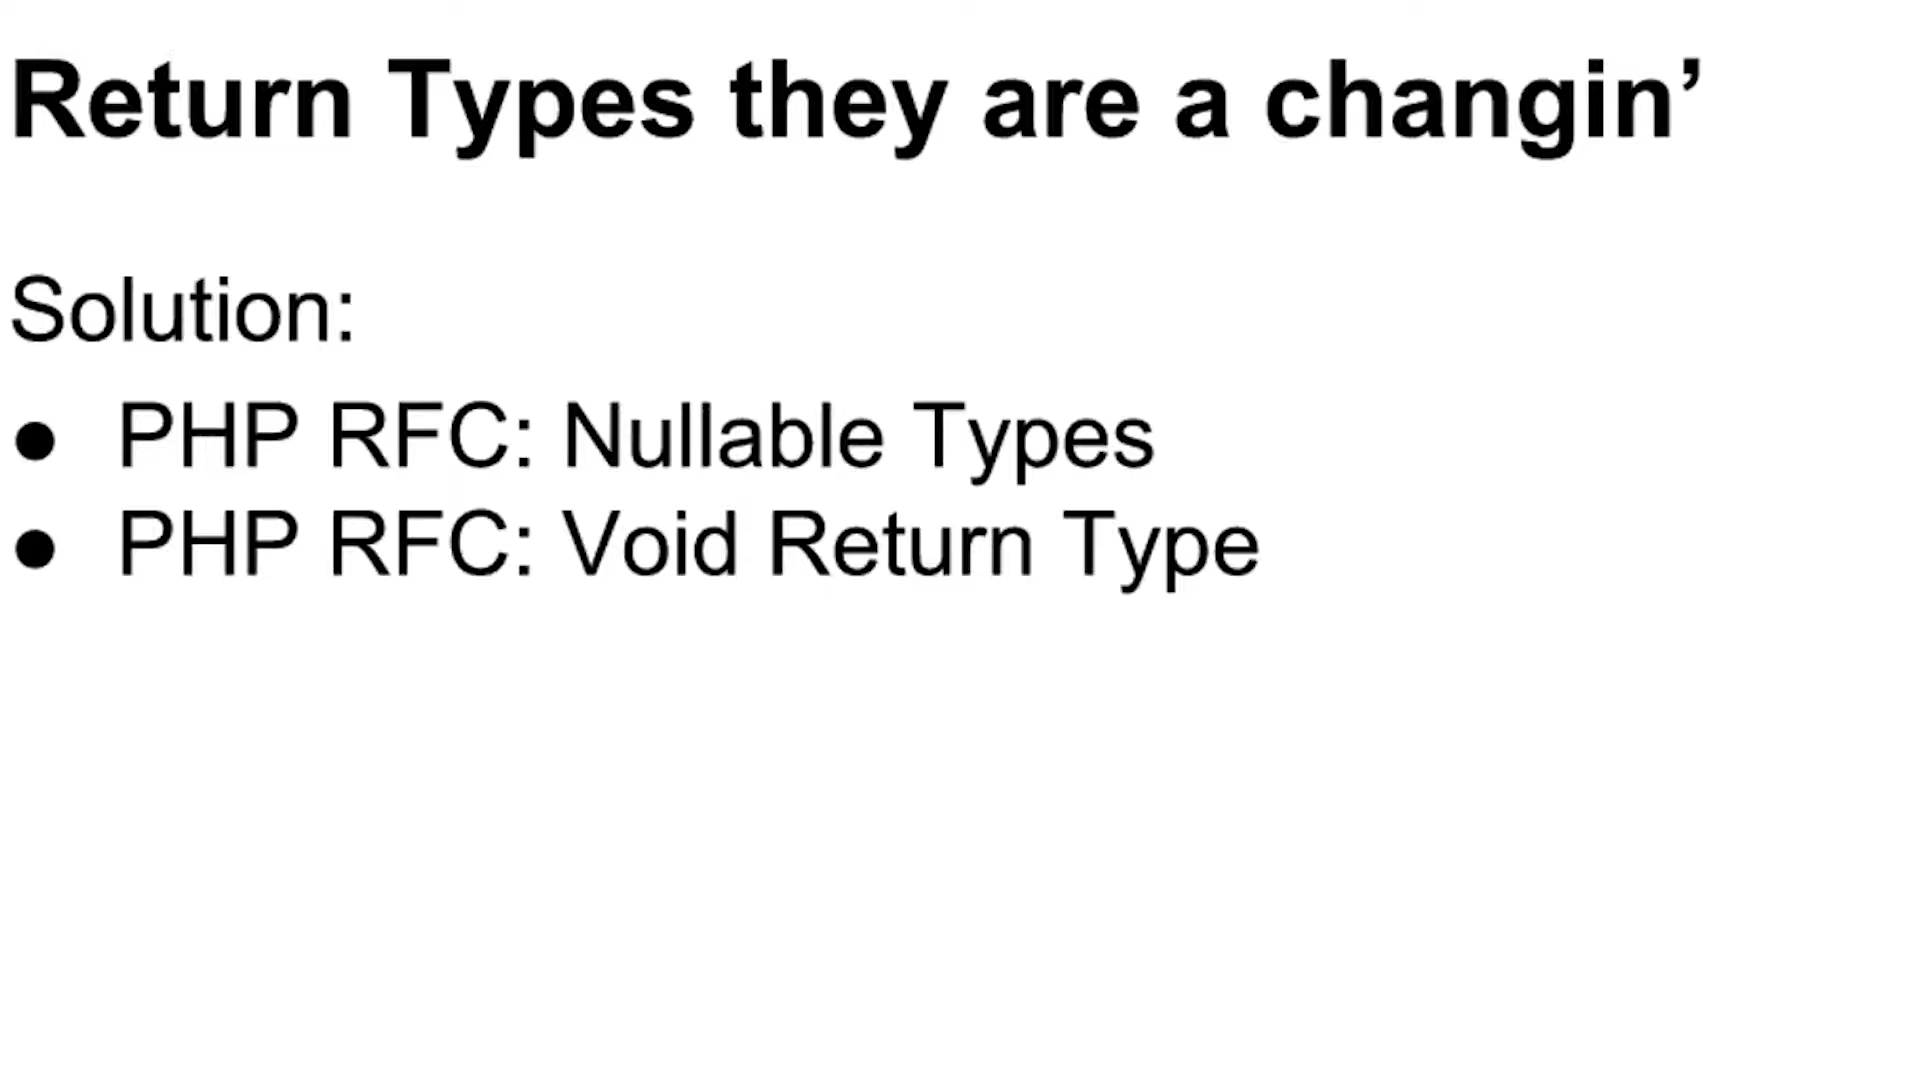 Return Types they are a changin’
Solution:
● PHP RFC: Nullable Types
● PHP RFC: Void Return Type